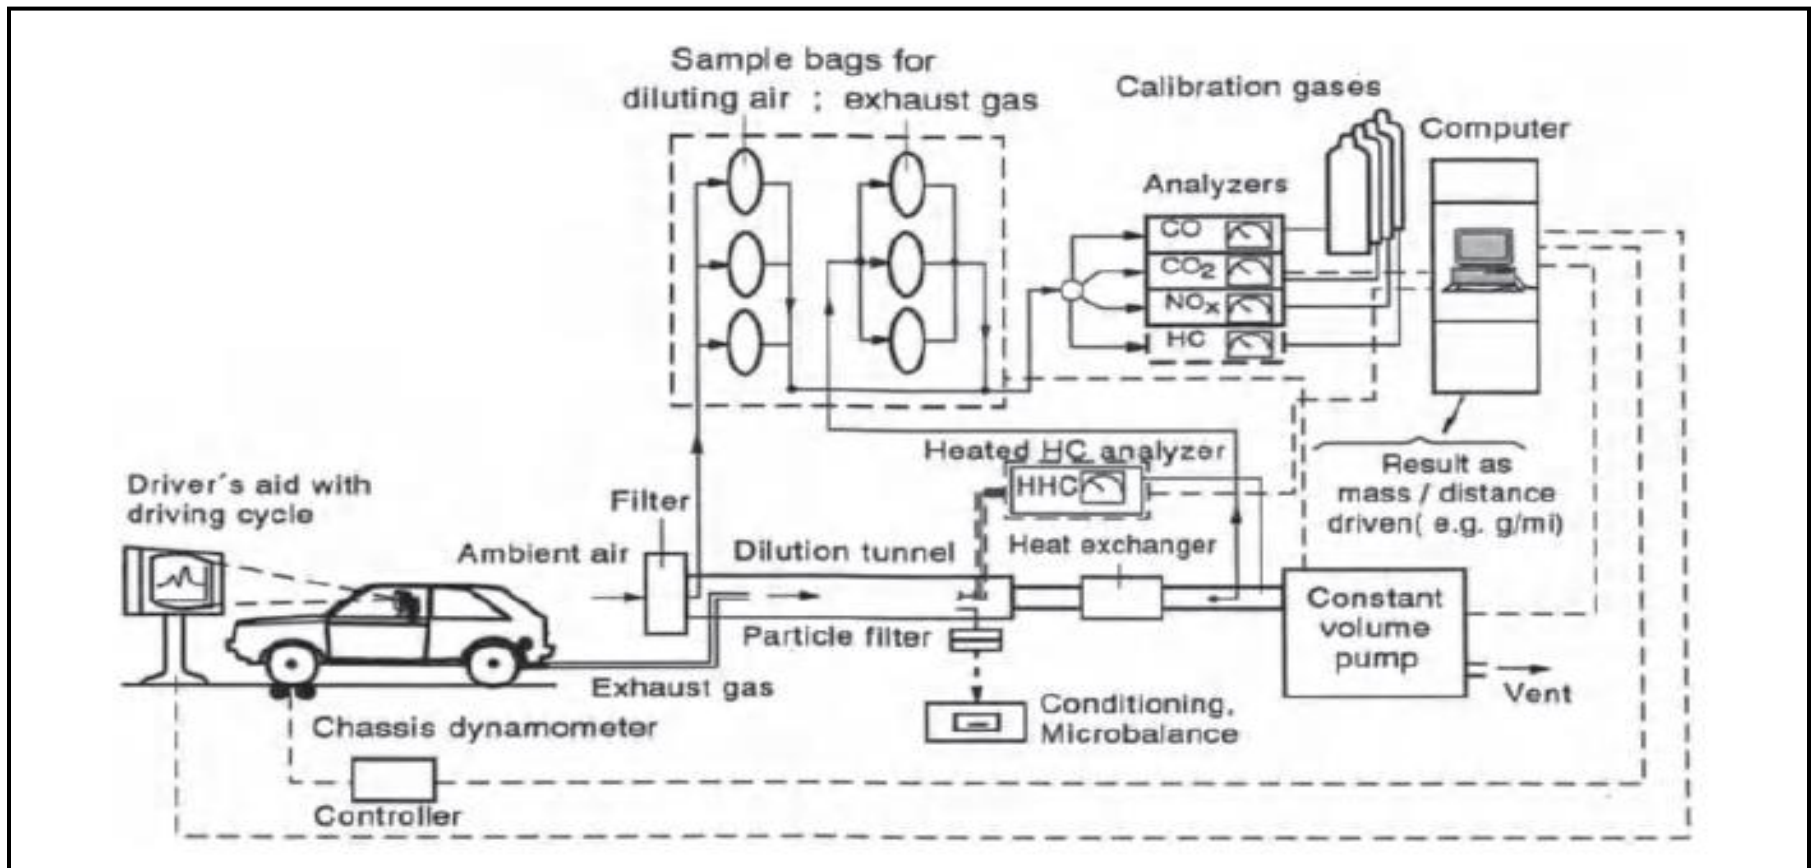 Sample bags for
diluting air ; exhaust gas
Calibration gases
Computer
Analyzers
CO
CO₂
NOx
HC
Heated HC analyzer
HHC
Result as
mass / distance
driven( e.g. g/mi)
Driver's aid with
driving cycle
Filter
Ambient air
Dilution tunnel
Heat exchanger
Constant
volume
pump
Particle filter
Exhaust gas
Vent
Conditioning.
Microbalance
Chassis dynamometer
Controller